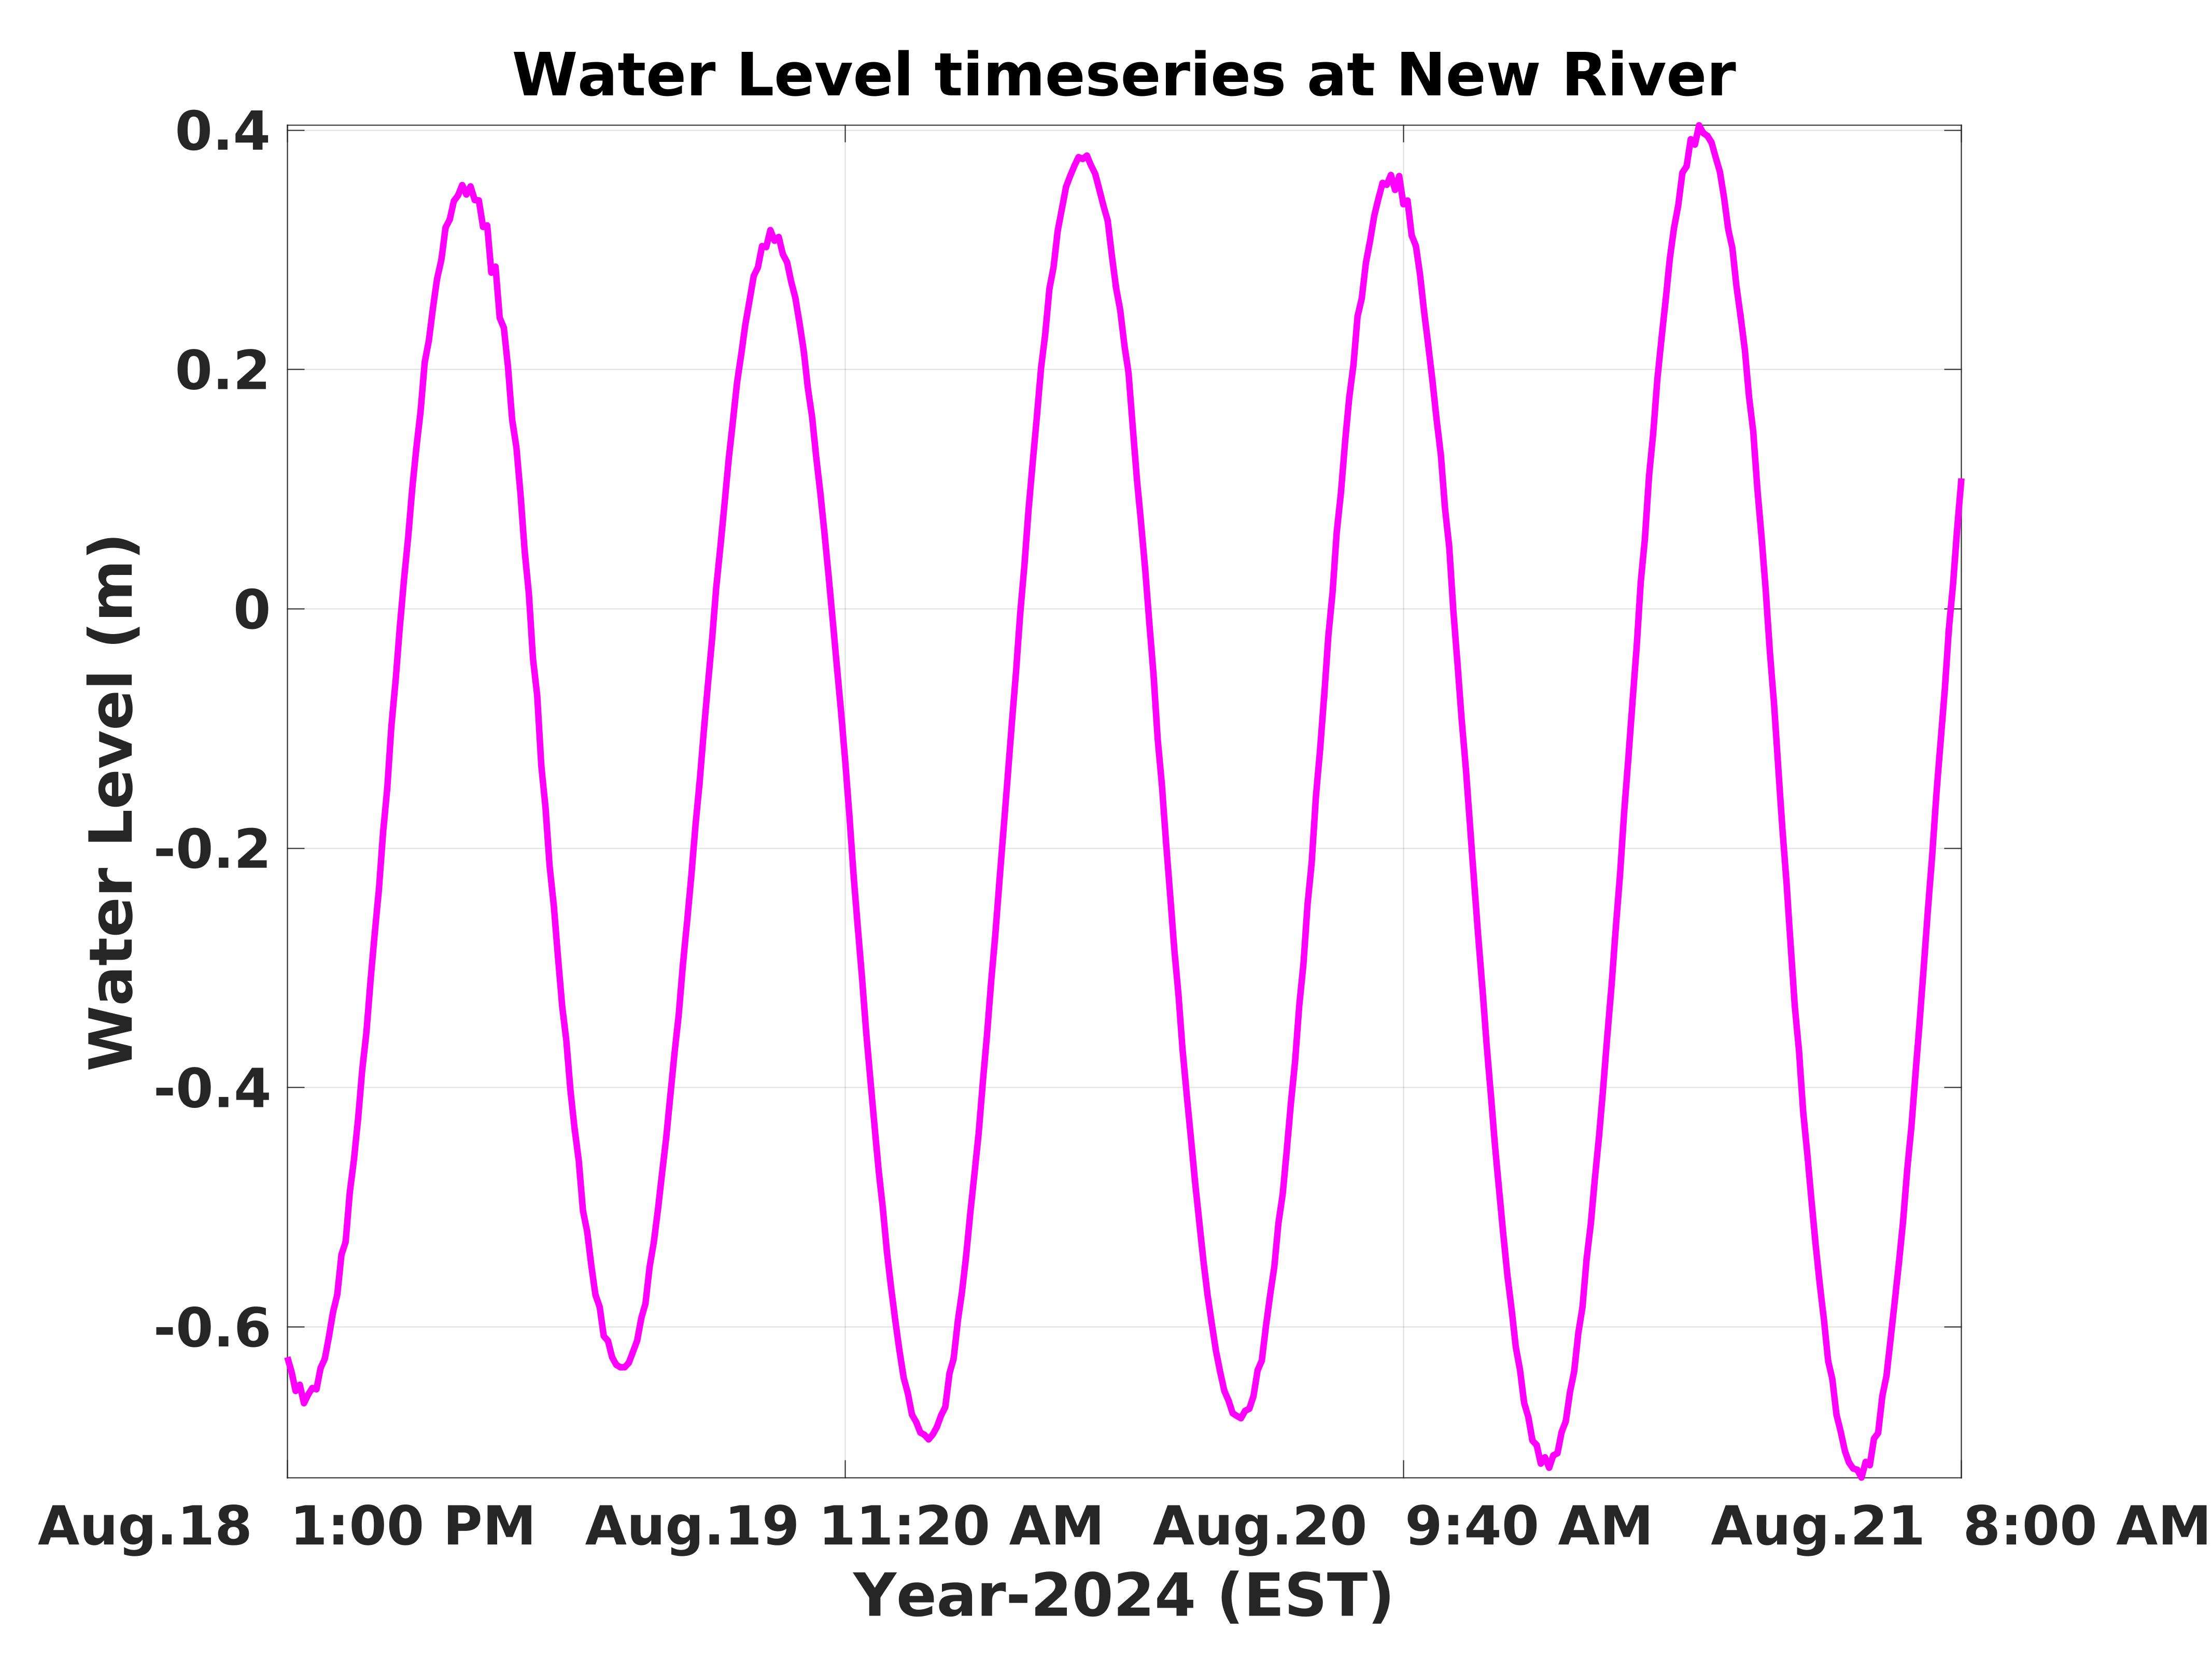 Water Level timeseries at New River
0.4
0.2
0
-0.2
-0.4
-0.6
Water Level (m)
Aug.18 1:00 PM Aug.19 11:20 AM Aug.20 9:40 AM Aug.21 8:00 AM
Year-2024 (EST)